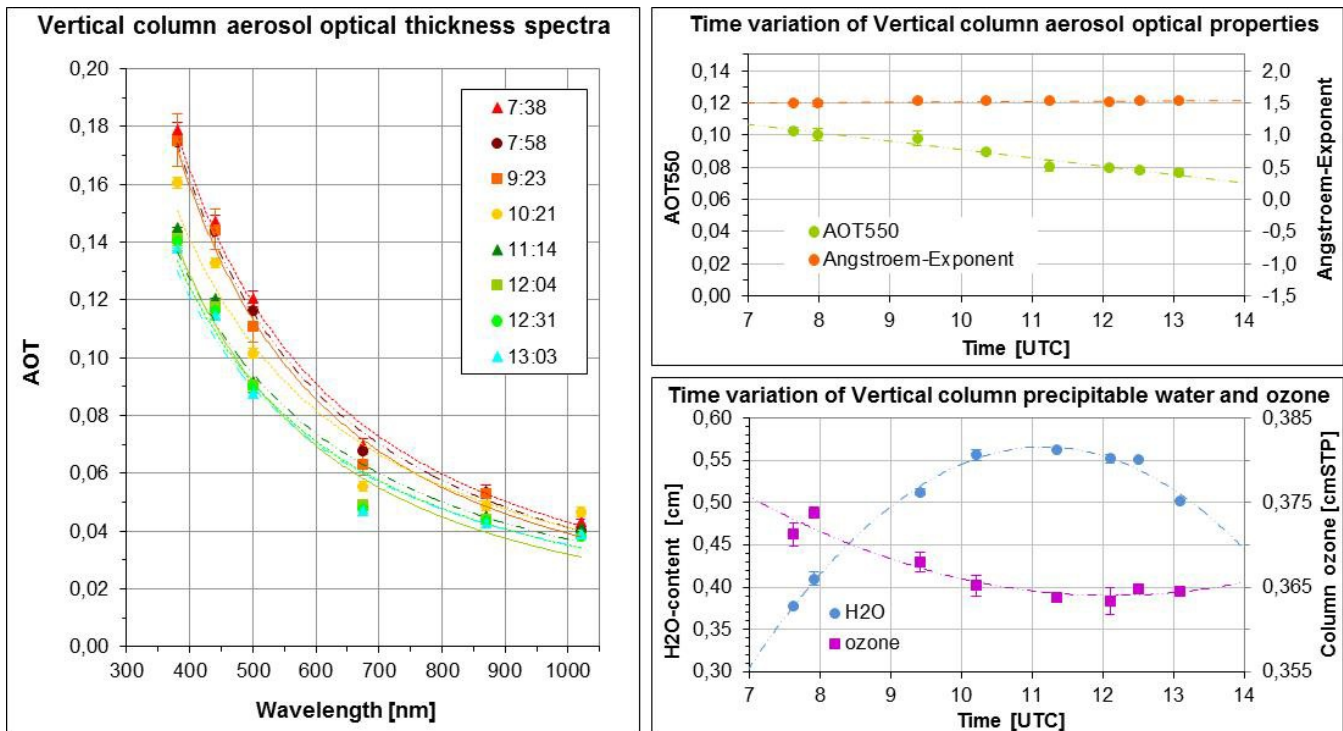 Vertical column aerosol optical thickness spectra
AOT
0,20
0,18
0,16
0,14
0,12
0,10
0,08
0,06
0,04
0,02
0,00
7:38
7:58
9:23
10:21
11:14
12:04
12:31
13:03
300 400 500 600 700 800 900 1000
Wavelength [nm]
Time variation of Vertical column aerosol optical properties
AOT550
0,14
0,12
0,10
0,08
0,06
0,04
0,02
0,00
AOT550
Angstroem-Exponent
2,0
1,5
1,0
0,5
0,0
-0,5
-1,0
-1,5
Angstroem-Exponent
7 8 9 10 11 12 13 14
Time [UTC]
Time variation of Vertical column precipitable water and ozone
H2O-content [cm]
0,60
0,55
0,50
0,45
0,40
0,35
0,30
H2O
ozone
0,385
0,375
0,365
0,355
Column ozone [cmSTP]
7 8 9 10 11 12 13 14
Time [UTC]